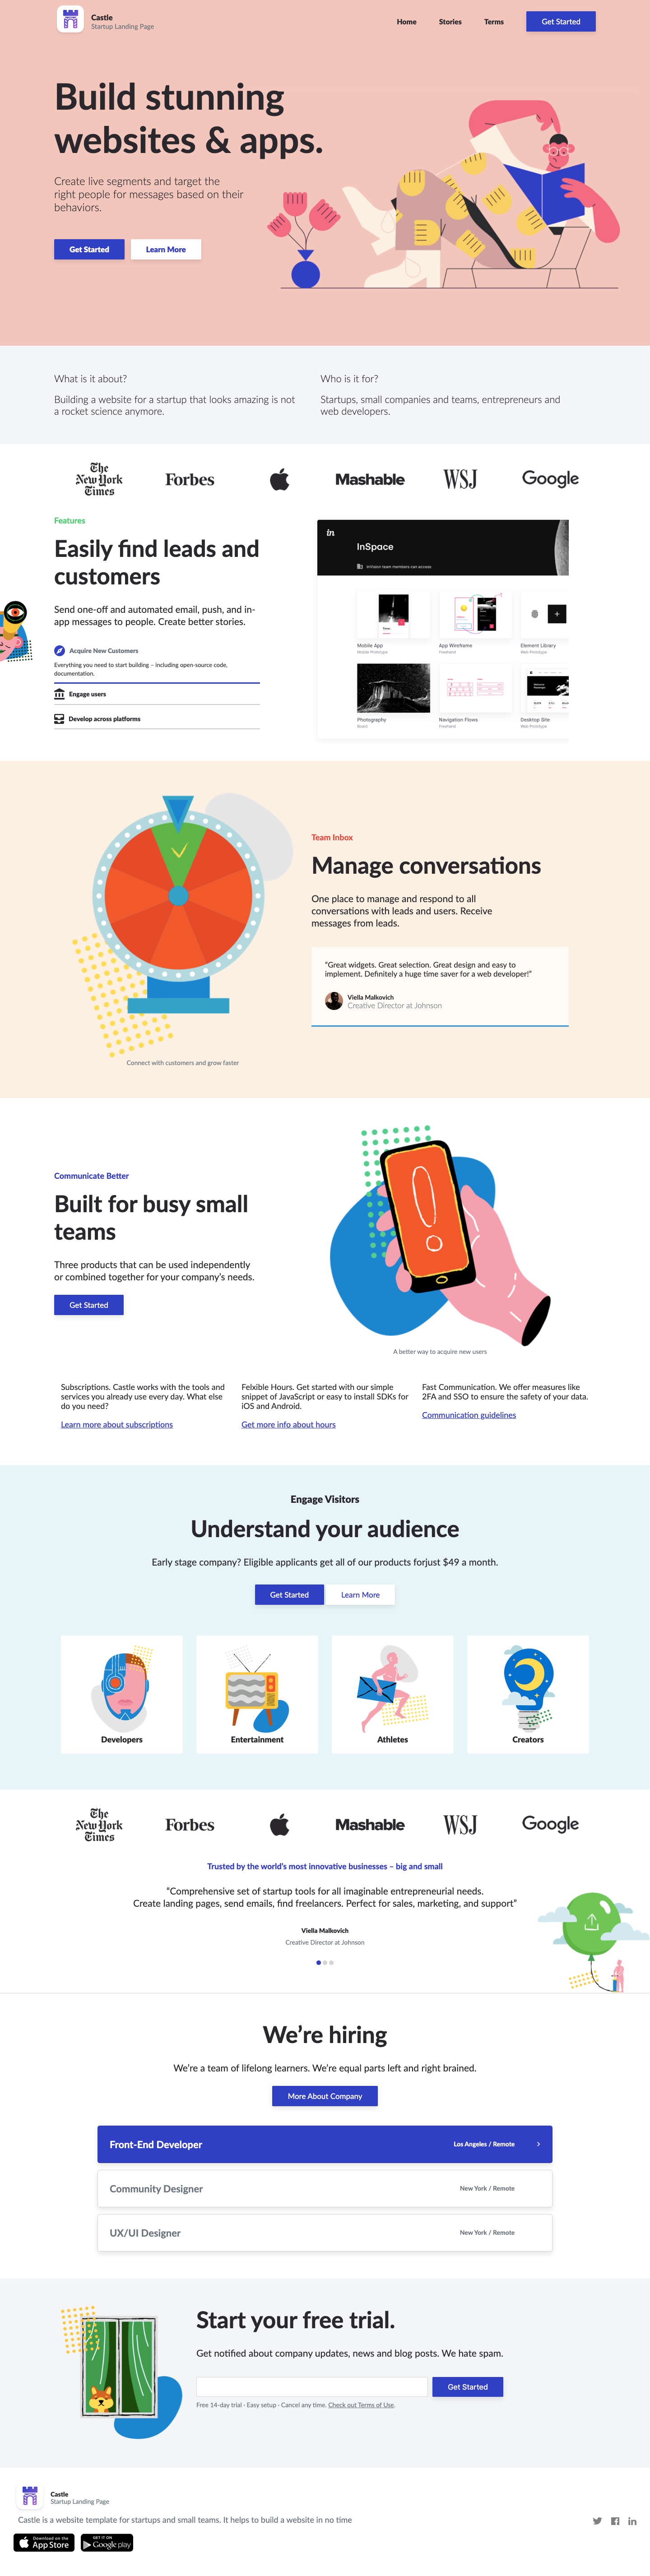 Castle
Startup Landing Page
Home
Stories
Terms
Get Started
Build stunning
websites & apps.
Create live segments and target the
right people for messages based on their
behaviors.
Get Started
Learn More
What is it about?
Building a website for a startup that looks amazing is not
a rocket science anymore.
Who is it for?
Startups, small companies and teams, entrepreneurs and
web developers.
The
New York
Times
Forbes
Mashable
WSJ
Google
Features
Easily find leads and
customers
Send one-off and automated email, push, and in-
app messages to people. Create better stories.
Acquire New Customers
Everything you need to start building – including open-source code,
documentation.
Engage users
Develop across platforms
in
InSpace
InVision team members can access
Mobile App
Mobile Prototype
App Wireframe
Freehand
Element Library
Web Prototype
Photography
Board
Navigation Flows
Freehand
Desktop Site
Web Prototype
Team Inbox
Manage conversations
One place to manage and respond to all
conversations with leads and users. Receive
messages from leads.
“Great widgets. Great selection. Great design and easy to
implement. Definitely a huge time saver for a web developer!”
Viella Malkovich
Creative Director at Johnson
Connect with customers and grow faster
Communicate Better
Built for busy small
teams
Three products that can be used independently
or combined together for your company’s needs.
Get Started
A better way to acquire new users
Subscriptions. Castle works with the tools and
services you already use every day. What else
do you need?
Learn more about subscriptions
Felxible Hours. Get started with our simple
snippet of JavaScript or easy to install SDKs for
iOS and Android.
Get more info about hours
Fast Communication. We offer measures like
2FA and SSO to ensure the safety of your data.
Communication guidelines
Engage Visitors
Understand your audience
Early stage company? Eligible applicants get all of our products forjust $49 a month.
Get Started
Learn More
Developers
Entertainment
Athletes
Creators
The
New York
Times
Forbes
Mashable
WSJ
Google
Trusted by the world’s most innovative businesses – big and small
“Comprehensive set of startup tools for all imaginable entrepreneurial needs.
Create landing pages, send emails, find freelancers. Perfect for sales, marketing, and support”
Viella Malkovich
Creative Director at Johnson
We’re hiring
We’re a team of lifelong learners. We’re equal parts left and right brained.
More About Company
Front-End Developer
Los Angeles / Remote
Community Designer
New York / Remote
UX/UI Designer
New York / Remote
Start your free trial.
Get notified about company updates, news and blog posts. We hate spam.
Get Started
Free 14-day trial · Easy setup · Cancel any time. Check out Terms of Use.
Castle
Startup Landing Page
Castle is a website template for startups and small teams. It helps to build a website in no time
Download on the
App Store
GET IT ON
Google play